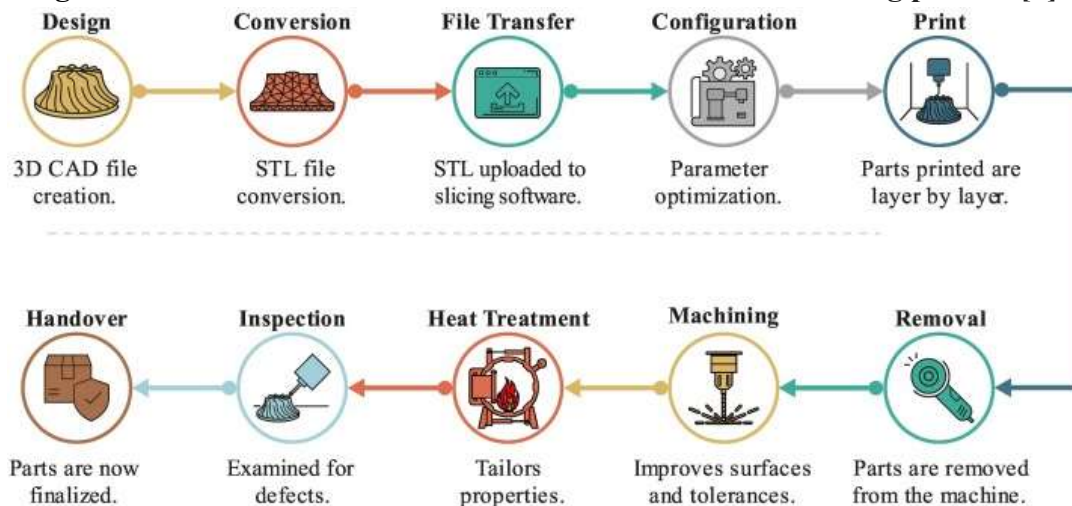 Design
Conversion
File Transfer
Configuration
Print
3D CAD file
creation.
STL file
conversion.
STL uploaded to
slicing software.
Parameter
optimization.
Parts printed are
layer by layer.
Handover
Inspection
Heat Treatment
Machining
Removal
Parts are now
finalized.
Examined for
defects.
Tailors
properties.
Improves surfaces
and tolerances.
Parts are removed
from the machine.